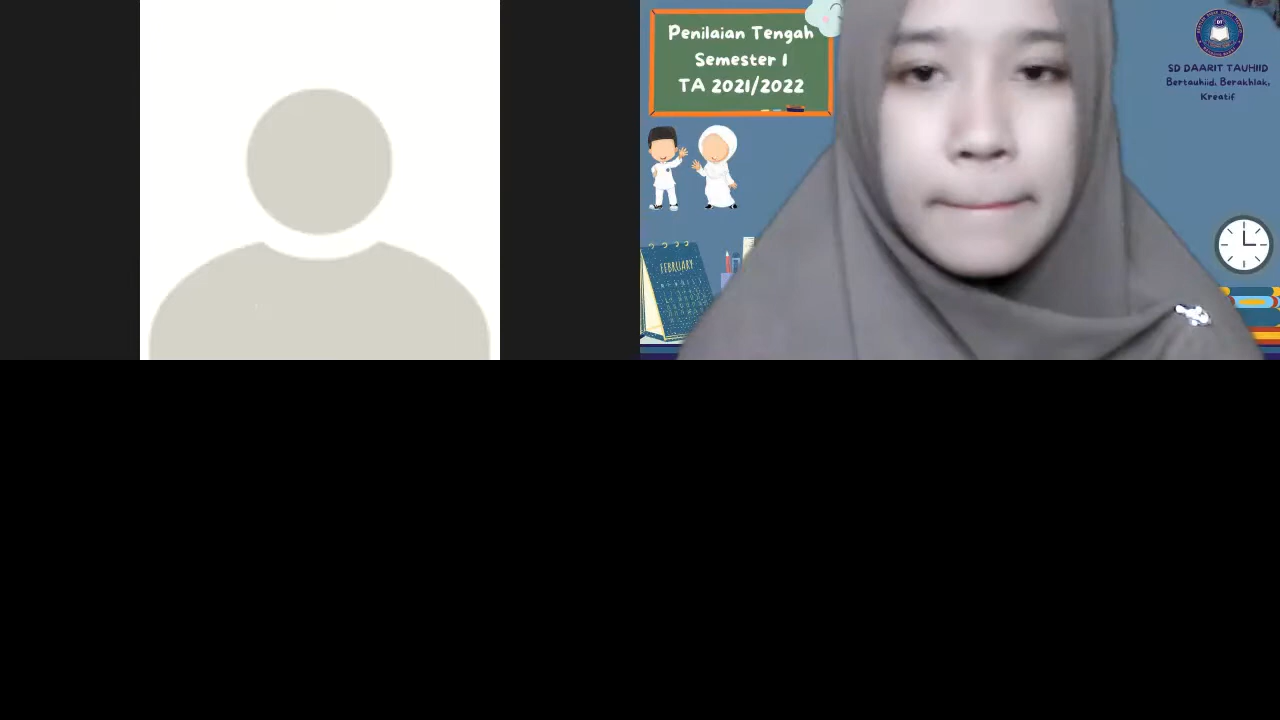 Penilaian Tengah
Semester 1
TA 2021/2022
SD DAARIT TAUHIID
Bertauhiid, Berakhlak,
Kreatif
FEBRUARY